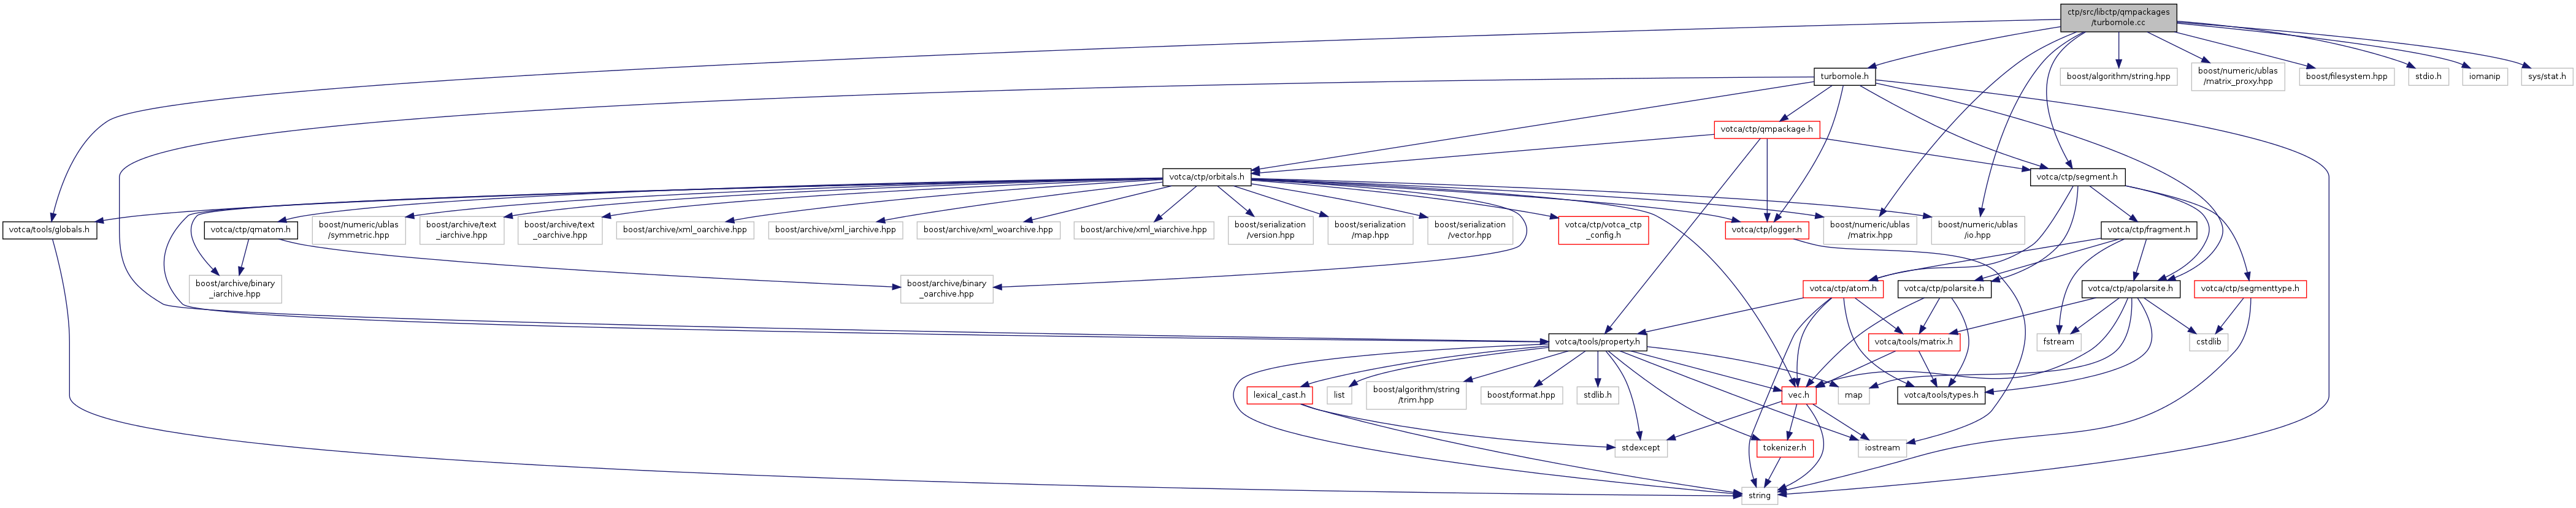 ctp/src/libctp/qmpackages
/turbomole.cc
turbomole.h
boost/algorithm/string.hpp
boost/numeric/ublas
/matrix_proxy.hpp
boost/filesystem.hpp
stdio.h
iomanip
sys/stat.h
votca/ctp/qmpackage.h
votca/ctp/orbitals.h
votca/ctp/segment.h
votca/tools/globals.h
votca/ctp/qmatom.h
boost/numeric/ublas
/symmetric.hpp
boost/archive/text
_iarchive.hpp
boost/archive/text
_oarchive.hpp
boost/archive/xml_oarchive.hpp
boost/archive/xml_iarchive.hpp
boost/archive/xml_woarchive.hpp
boost/archive/xml_wiarchive.hpp
boost/serialization
/version.hpp
boost/serialization
/map.hpp
boost/serialization
/vector.hpp
votca/ctp/votca_ctp
_config.h
votca/ctp/logger.h
boost/numeric/ublas
/matrix.hpp
boost/numeric/ublas
/io.hpp
votca/ctp/fragment.h
boost/archive/binary
_iarchive.hpp
boost/archive/binary
_oarchive.hpp
votca/ctp/atom.h
votca/ctp/polarsite.h
votca/ctp/apolarsite.h
votca/ctp/segmenttype.h
votca/tools/property.h
votca/tools/matrix.h
fstream
cstdlib
lexical_cast.h
list
boost/algorithm/string
/trim.hpp
boost/format.hpp
stdlib.h
vec.h
map
votca/tools/types.h
stdexcept
tokenizer.h
iostream
string